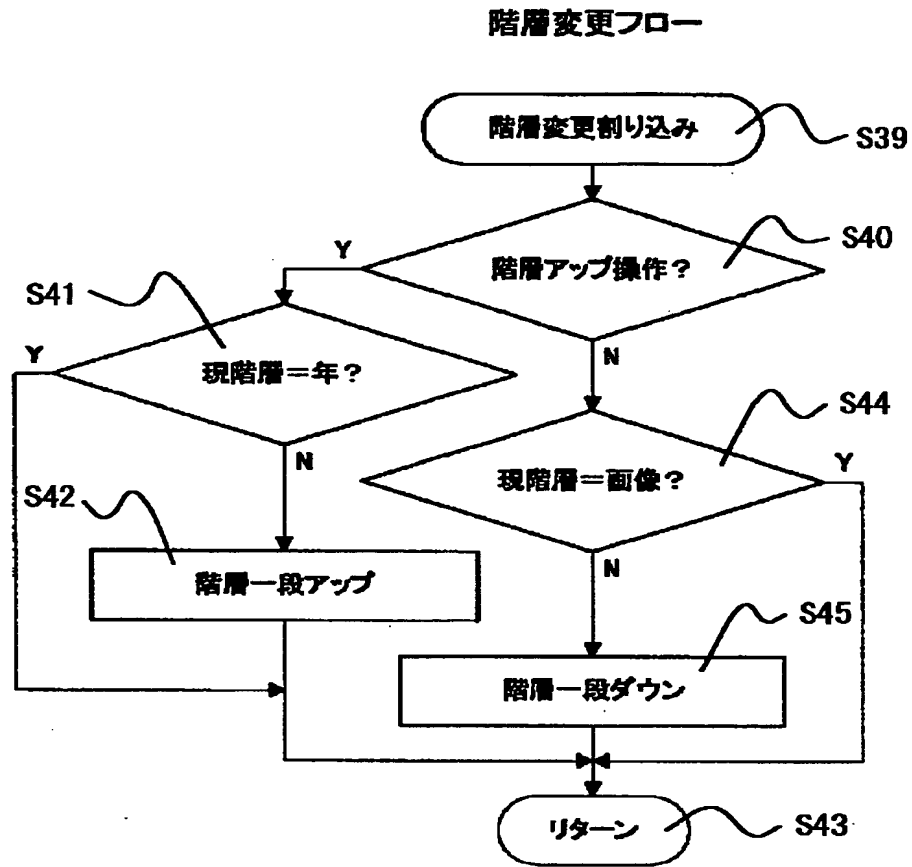 階層変更フロー
階層変更割り込み
S39
階層アップ操作？
S40
Y
N
S41
現階層＝年？
Y
N
S44
現階層＝画像？
Y
N
S42
階層一段アップ
S45
階層一段ダウン
リターン
S43